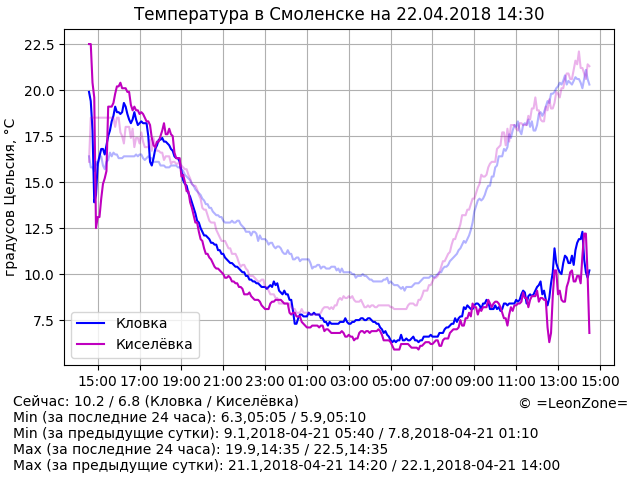 Температура в Смоленске на 22.04.2018 14:30
градусов Цельсия, °C
22.5
20.0
17.5
15.0
12.5
10.0
7.5
Кловка
Киселёвка
15:00 17:00 19:00 21:00 23:00 01:00 03:00 05:00 07:00 09:00 11:00 13:00 15:00
Сейчас: 10.2 / 6.8 (Кловка / Киселёвка)
© =LeonZone=
Min (за последние 24 часа): 6.3,05:05 / 5.9,05:10
Min (за предыдущие сутки): 9.1,2018-04-21 05:40 / 7.8,2018-04-21 01:10
Max (за последние 24 часа): 19.9,14:35 / 22.5,14:35
Max (за предыдущие сутки): 21.1,2018-04-21 14:20 / 22.1,2018-04-21 14:00